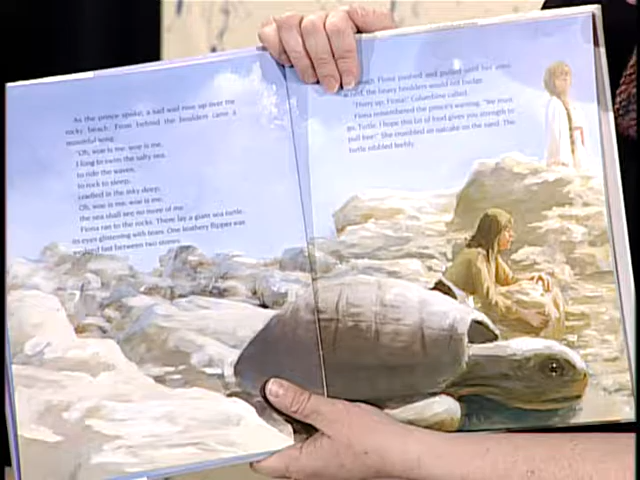 As the prince spoke, a sad wail rose up over the
rocky beach. From behind the boulders came a
mournful song.
"Oh, woe is me, woe is me.
I long to swim the salty sea,
to ride the waves,
to rock to sleep,
cradled in the inky deep.
Oh, woe is me, woe is me,
the sea shall see no more of me."
Fiona ran to the rocks. There lay a giant sea turtle,
its eyes glistening with tears. One leathery flipper was
wedged fast between two stones.
Fiona pushed and pulled until her arms
the heavy boulders would not budge.
"Hurry up, Fiona!" Columbine called.
Fiona remembered the prince's warning. "We must
go, Turtle. I hope this bit of food gives you strength to
pull free!" She crumbled an oatcake on the sand. The
turtle nibbled feebly.